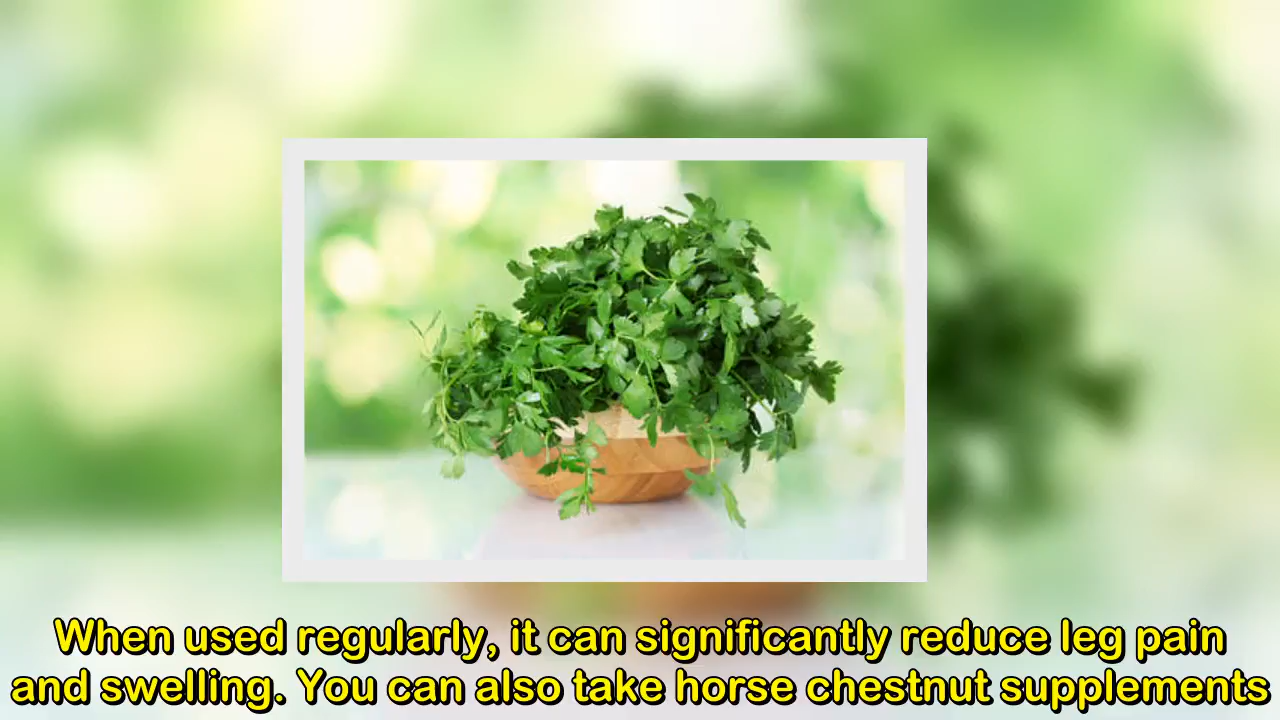 When used regularly, it can significantly reduce leg pain
and swelling. You can also take horse chestnut supplements